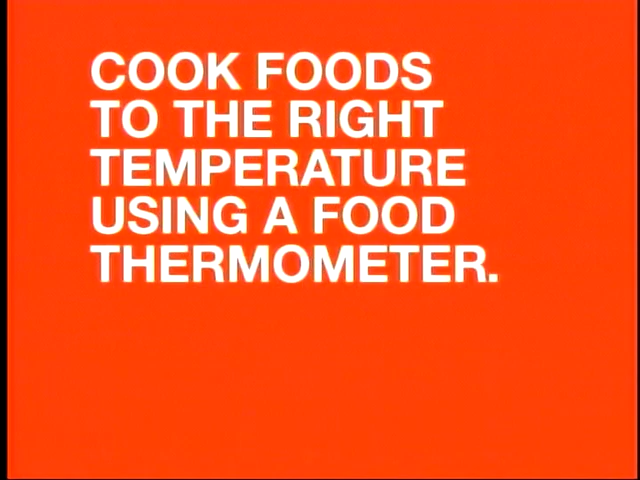 COOK FOODS
TO THE RIGHT
TEMPERATURE
USING A FOOD
THERMOMETER.